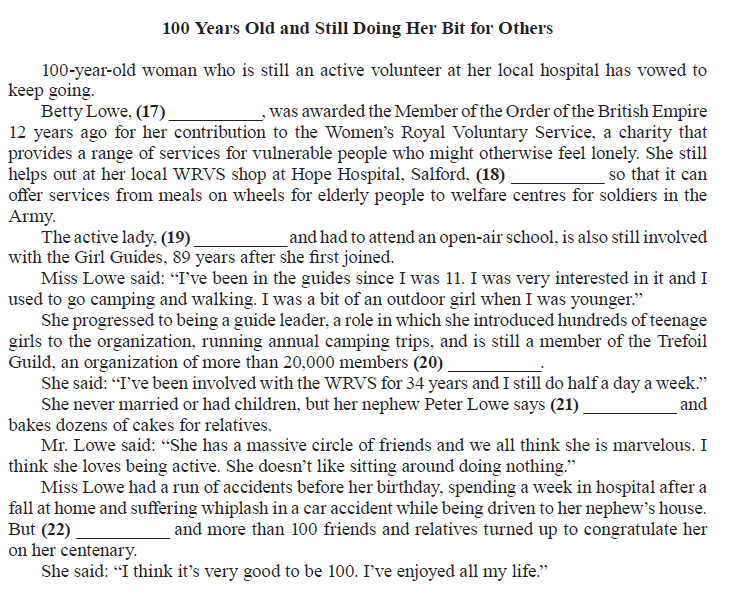 100 Years Old and Still Doing Her Bit for Others
100-year-old woman who is still an active volunteer at her local hospital has vowed to
keep going.
Betty Lowe, (17) __________, was awarded the Member of the Order of the British Empire
12 years ago for her contribution to the Women’s Royal Voluntary Service, a charity that
provides a range of services for vulnerable people who might otherwise feel lonely. She still
helps out at her local WRVS shop at Hope Hospital, Salford, (18) __________ so that it can
offer services from meals on wheels for elderly people to welfare centres for soldiers in the
Army.
The active lady, (19) __________ and had to attend an open-air school, is also still involved
with the Girl Guides, 89 years after she first joined.
Miss Lowe said: “I’ve been in the guides since I was 11. I was very interested in it and I
used to go camping and walking. I was a bit of an outdoor girl when I was younger.”
She progressed to being a guide leader, a role in which she introduced hundreds of teenage
girls to the organization, running annual camping trips, and is still a member of the Trefoil
Guild, an organization of more than 20,000 members (20) __________.
She said: “I’ve been involved with the WRVS for 34 years and I still do half a day a week.”
She never married or had children, but her nephew Peter Lowe says (21) __________ and
bakes dozens of cakes for relatives.
Mr. Lowe said: “She has a massive circle of friends and we all think she is marvelous. I
think she loves being active. She doesn’t like sitting around doing nothing.”
Miss Lowe had a run of accidents before her birthday, spending a week in hospital after a
fall at home and suffering whiplash in a car accident while being driven to her nephew’s house.
But (22) __________ and more than 100 friends and relatives turned up to congratulate her
on her centenary.
She said: “I think it’s very good to be 100. I’ve enjoyed all my life.”